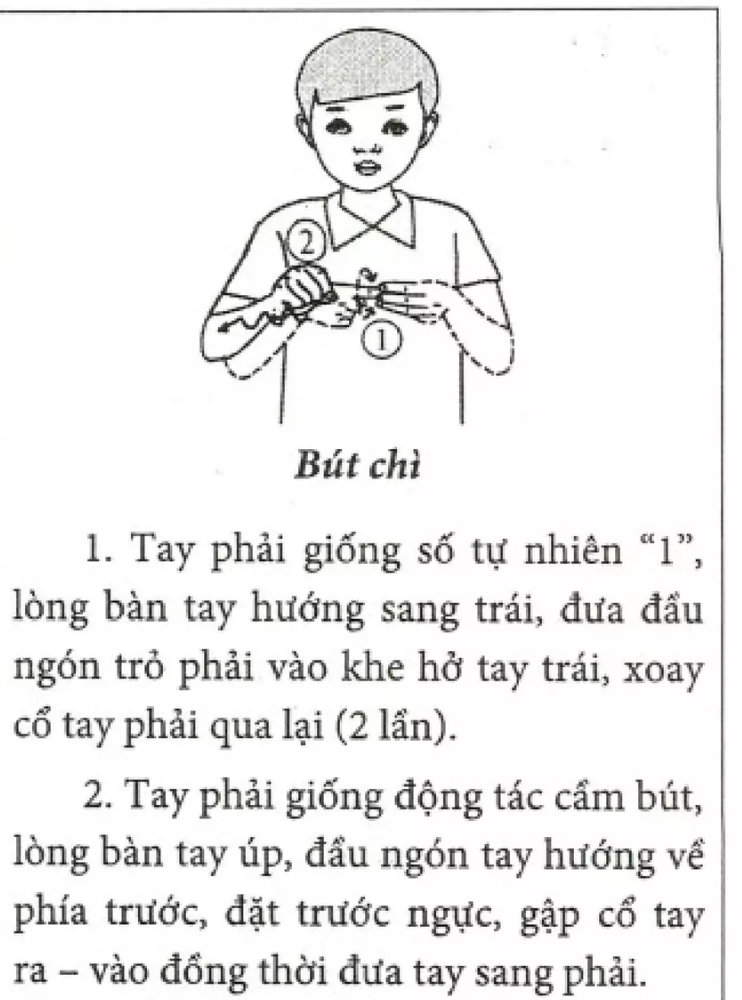 2
1
Bút chì
1. Tay phải giống số tự nhiên “1”,
lòng bàn tay hướng sang trái, đưa đầu
ngón trỏ phải vào khe hở tay trái, xoay
cổ tay phải qua lại (2 lần).
2. Tay phải giống động tác cầm bút,
lòng bàn tay úp, đầu ngón tay hướng về
phía trước, đặt trước ngực, gập cổ tay
ra – vào đồng thời đưa tay sang phải.